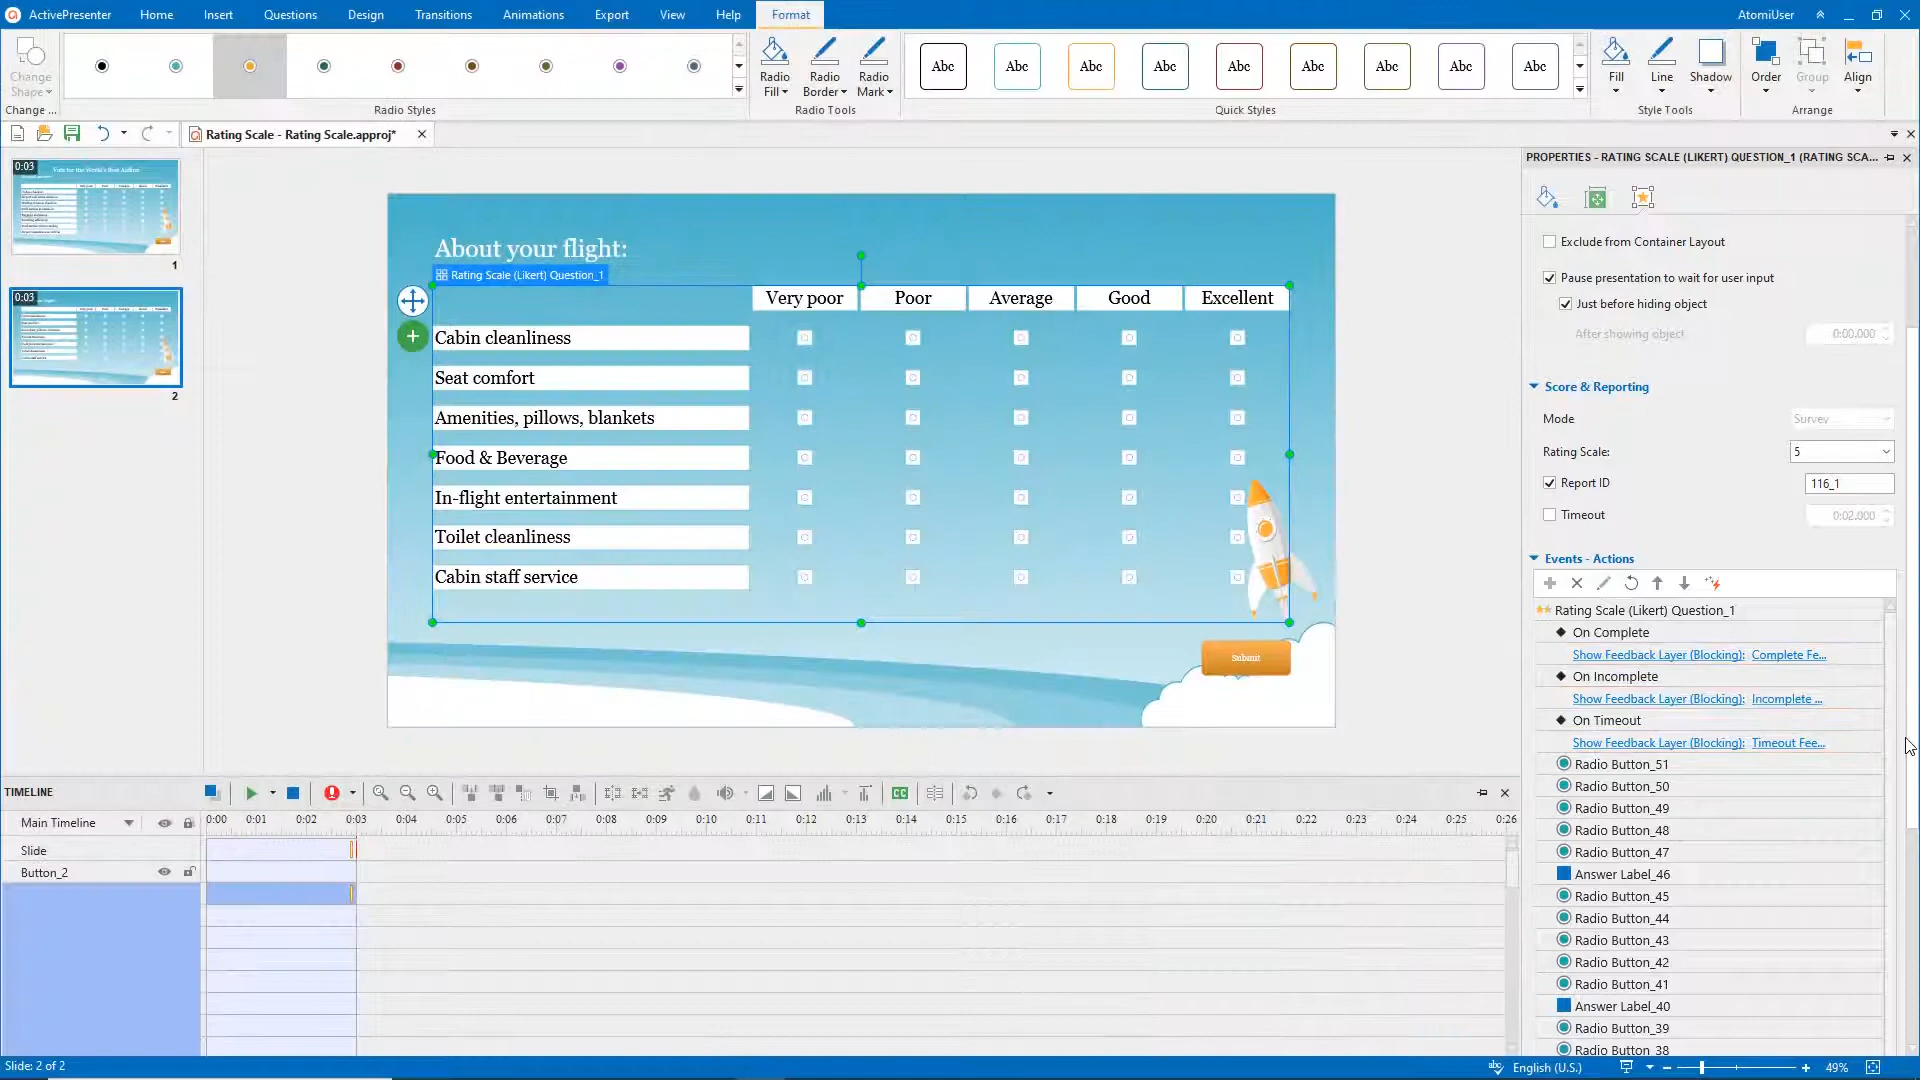 ActivePresenter Home Insert Questions Design Transitions Animations Export View Help Format AtomiUser
Change Shape Radio Fill Radio Border Radio Mark Abc Abc Abc Abc Abc Abc Abc Abc Abc Fill Line Shadow Order Group Align
Change ... Radio Styles Radio Tools Quick Styles Style Tools Arrange
Rating Scale - Rating Scale.approj*
PROPERTIES - RATING SCALE (LIKERT) QUESTION_1 (RATING SCA...
0:03
Vote for the World's Best Airline
1
0:03
2
About your flight:
Rating Scale (Likert) Question_1
Very poor Poor Average Good Excellent
Cabin cleanliness
Seat comfort
Amenities, pillows, blankets
Food & Beverage
In-flight entertainment
Toilet cleanliness
Cabin staff service
Submit
Exclude from Container Layout
Pause presentation to wait for user input
Just before hiding object
After showing object 0:00.000
Score & Reporting
Mode Survey
Rating Scale: 5
Report ID 116_1
Timeout 0:02.000
Events - Actions
Rating Scale (Likert) Question_1
On Complete
Show Feedback Layer (Blocking): Complete Fe...
On Incomplete
Show Feedback Layer (Blocking): Incomplete ...
On Timeout
Show Feedback Layer (Blocking): Timeout Fee...
Radio Button_51
Radio Button_50
Radio Button_49
Radio Button_48
Radio Button_47
Answer Label_46
Radio Button_45
Radio Button_44
Radio Button_43
Radio Button_42
Radio Button_41
Answer Label_40
Radio Button_39
Radio Button_38
TIMELINE CC
Main Timeline 0:00 0:01 0:02 0:03 0:04 0:05 0:06 0:07 0:08 0:09 0:10 0:11 0:12 0:13 0:14 0:15 0:16 0:17 0:18 0:19 0:20 0:21 0:22 0:23 0:24 0:25 0:26
Slide
Button_2
Slide: 2 of 2 English (U.S.) 49%